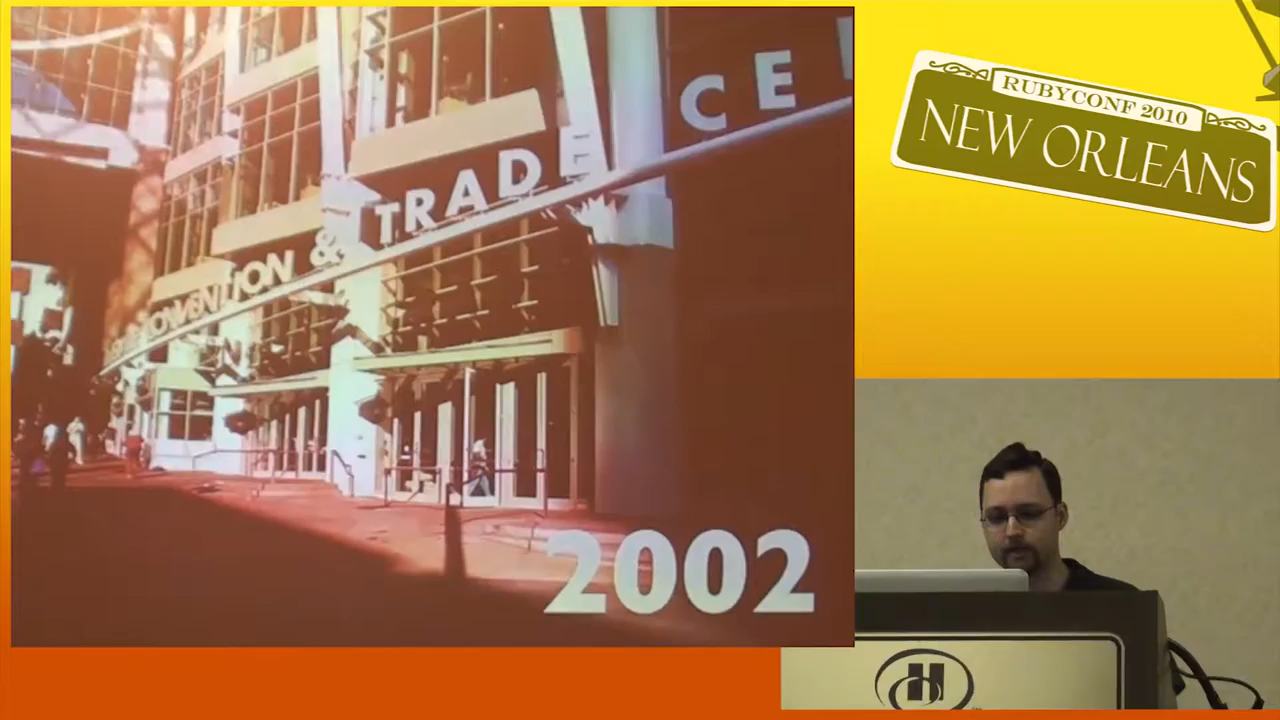 CONVENTION & TRADE CE
2002
RUBYCONF 2010
NEW ORLEANS
H